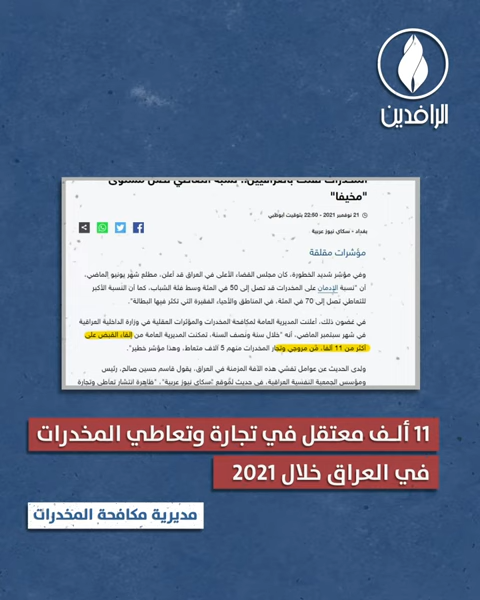 الرافدين
المخدرات تفتك بالعراقيين.. نسبة التعاطي تصل مستوى
"مخيفا"
21 نوفمبر 2021 - 22:50 بتوقيت أبوظبي
بغداد - سكاي نيوز عربية
مؤشرات مقلقة
وفي مؤشر شديد الخطورة، كان مجلس القضاء الأعلى في العراق قد أعلن، مطلع شهر يونيو الماضي،
أن "نسبة الإدمان على المخدرات قد تصل إلى 50 في المئة وسط فئة الشباب، كما أن النسبة الأكبر
للتعاطي تصل إلى 70 في المئة، في المناطق والأحياء الفقيرة التي تكثر فيها البطالة".
في غضون ذلك، أعلنت المديرية العامة لمكافحة المخدرات والمؤثرات العقلية في وزارة الداخلية العراقية
في شهر سبتمبر الماضي، أنه "خلال سنة ونصف السنة، تمكنت المديرية العامة من إلقاء القبض على
أكثر من 11 ألفا، من مروجي وتجار المخدرات منهم 5 آلاف متعاط، وهذا مؤشر خطير".
ولدى الحديث عن عوامل تفشي هذه الآفة المزمنة في العراق، يقول قاسم حسين صالح، رئيس
ومؤسس الجمعية النفسية العراقية، في حديث لموقع "سكاي نيوز عربية"، "ظاهرة انتشار تعاطي وتجارة
11 ألف معتقل في تجارة وتعاطي المخدرات
في العراق خلال 2021
مديرية مكافحة المخدرات